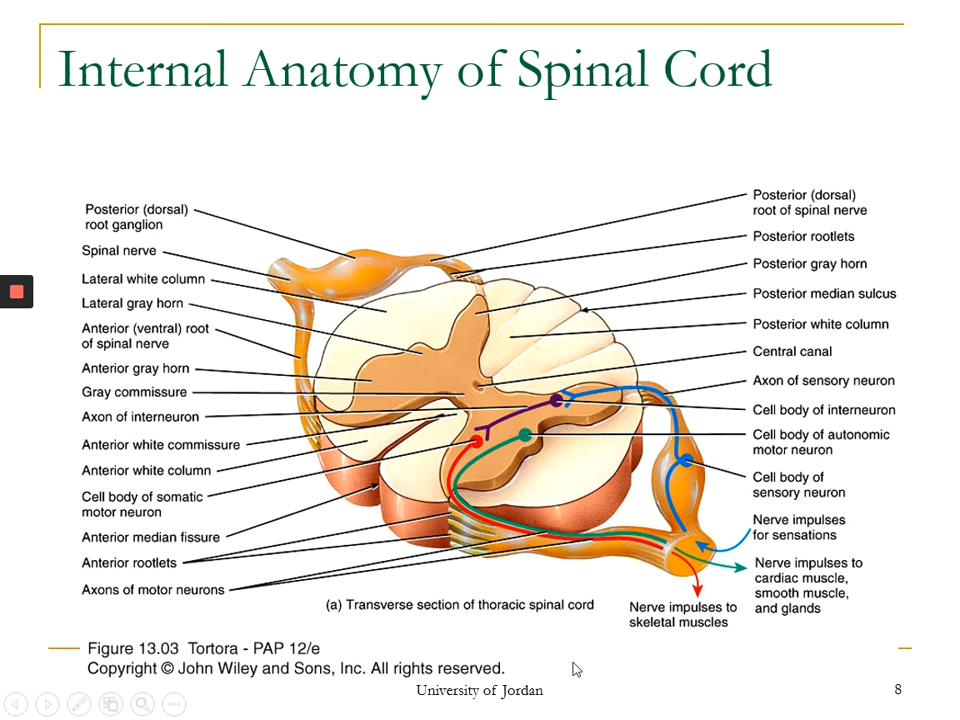 Internal Anatomy of Spinal Cord
Posterior (dorsal)
root ganglion
Spinal nerve
Lateral white column
Lateral gray horn
Anterior (ventral) root
of spinal nerve
Anterior gray horn
Gray commissure
Axon of interneuron
Anterior white commissure
Anterior white column
Cell body of somatic
motor neuron
Anterior median fissure
Anterior rootlets
Axons of motor neurons
Posterior (dorsal)
root of spinal nerve
Posterior rootlets
Posterior gray horn
Posterior median sulcus
Posterior white column
Central canal
Axon of sensory neuron
Cell body of interneuron
Cell body of autonomic
motor neuron
Cell body of
sensory neuron
Nerve impulses
for sensations
Nerve impulses to
cardiac muscle,
smooth muscle,
and glands
Nerve impulses to
skeletal muscles
(a) Transverse section of thoracic spinal cord
Figure 13.03 Tortora - PAP 12/e
Copyright © John Wiley and Sons, Inc. All rights reserved.
University of Jordan
8